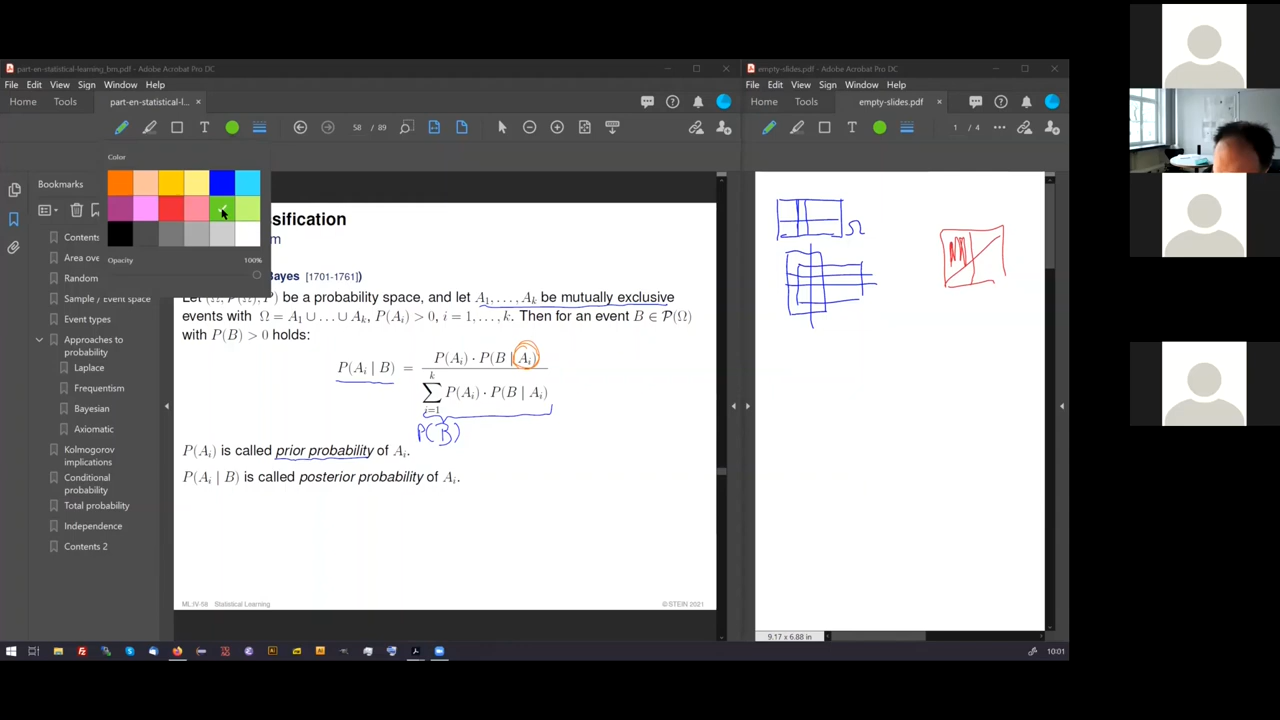 part-en-statistical-learning_bm.pdf - Adobe Acrobat Pro DC
File Edit View Sign Window Help
Home Tools part-t-en-statistical-l...
58 / 89
Color
Opacity 100%
Bookmarks
Contents
Area ove
Random
Sample / Event space
Event types
Approaches to probability
Laplace
Frequentism
Bayesian
Axiomatic
Kolmogorov implications
Conditional probability
Total probability
Independence
Contents 2
sification
m
Bayes [1701-1761])
Let (Ω, P(Ω), P) be a probability space, and let A₁, . . . , Aₖ be mutually exclusive
events with Ω = A₁ ∪ . . . ∪ Aₖ, P(Aᵢ) > 0, i = 1, . . . , k. Then for an event B ∈ P(Ω)
with P(B) > 0 holds:
P(Aᵢ | B) = P(Aᵢ) · P(B | Aᵢ)
k
∑ P(Aᵢ) · P(B | Aᵢ)
i=1
P(B)
P(Aᵢ) is called prior probability of Aᵢ.
P(Aᵢ | B) is called posterior probability of Aᵢ.
ML:IV-58 Statistical Learning © STEIN 2021
empty-slides.pdf - Adobe Acrobat Pro DC
File Edit View Sign Window Help
Home Tools empty-slides.pdf
1 / 4
Ω
9.17 x 6.88 in
10:01